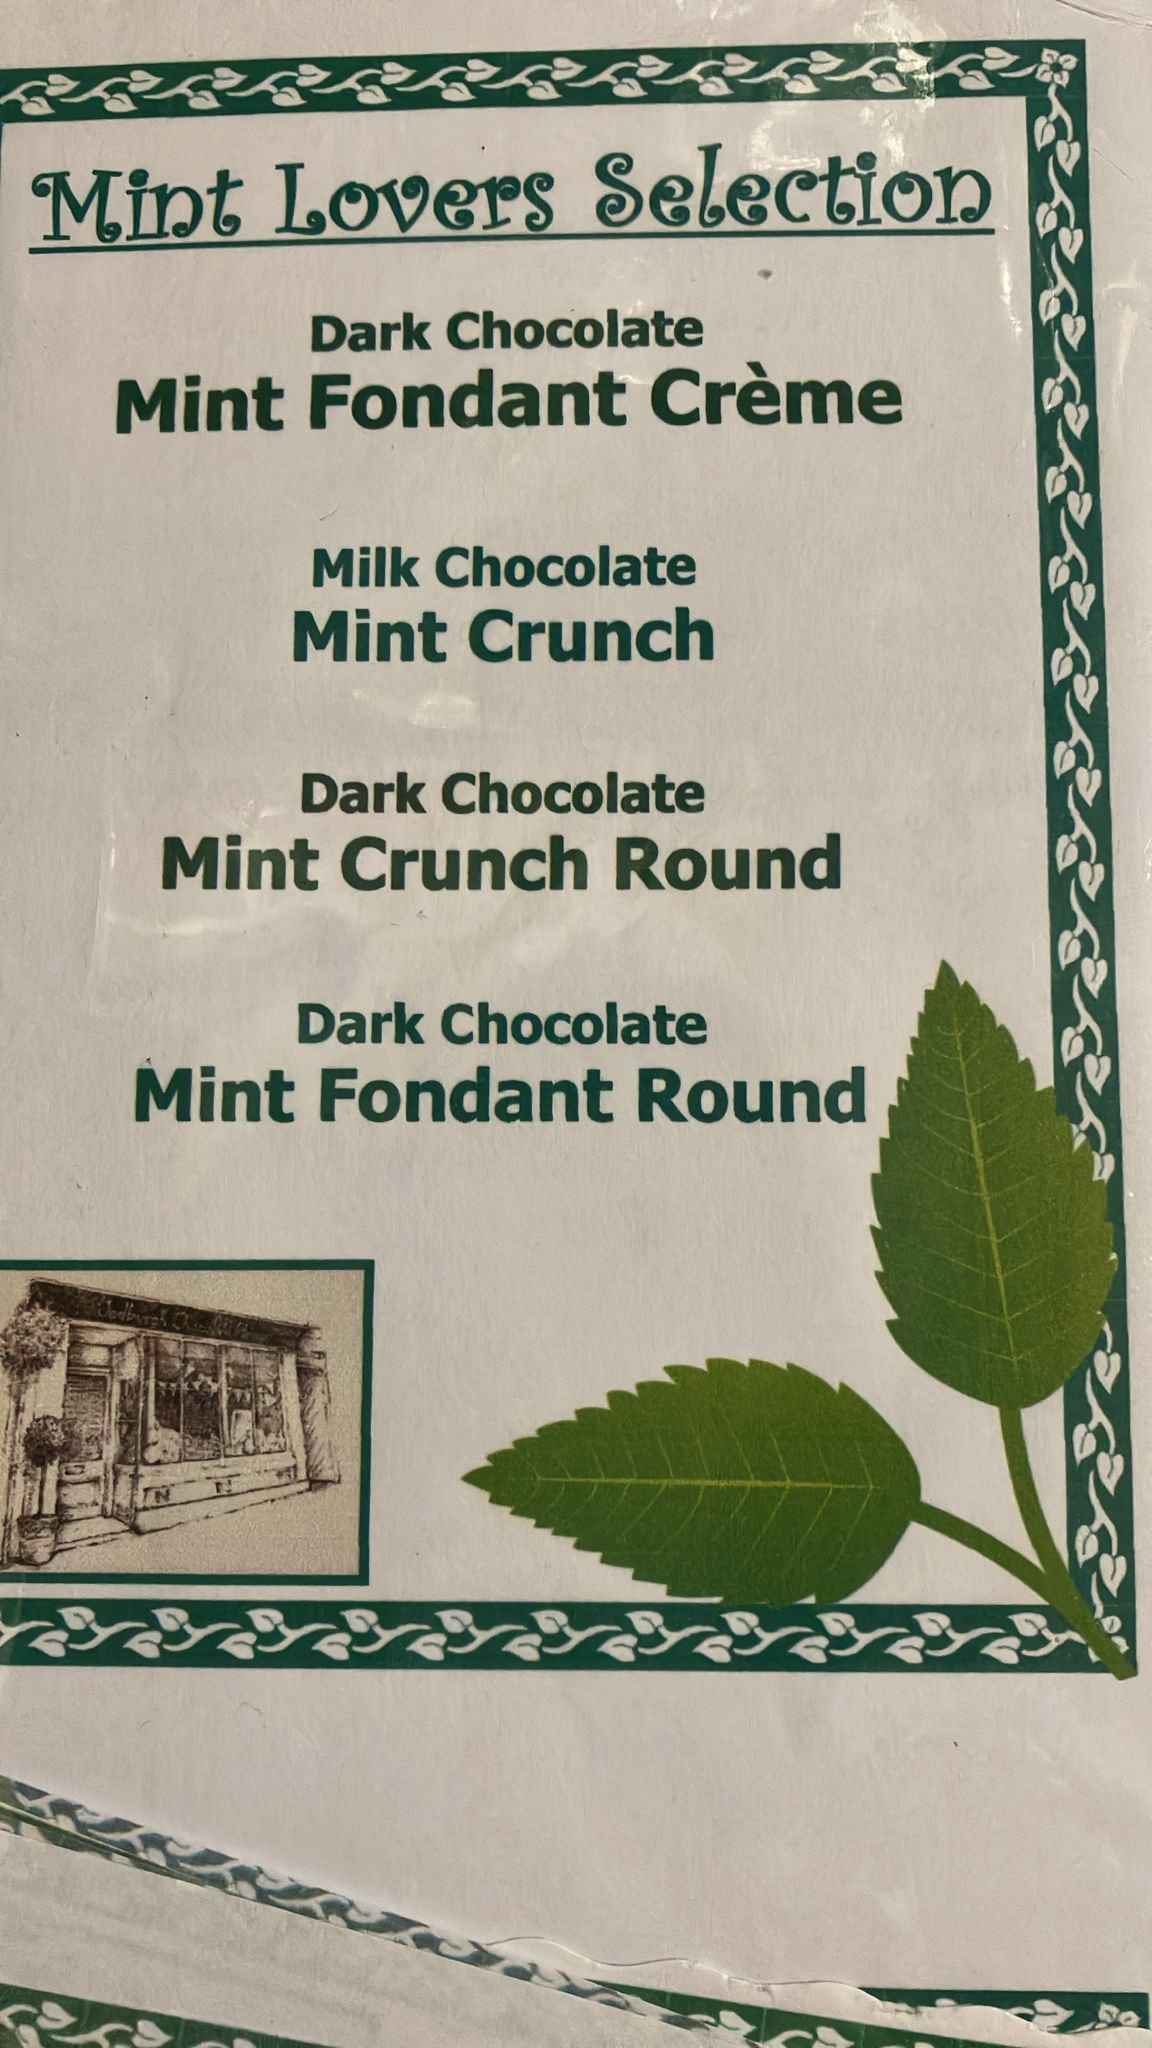 Mint Lovers Selection
Dark Chocolate
Mint Fondant Crème
Milk Chocolate
Mint Crunch
Dark Chocolate
Mint Crunch Round
Dark Chocolate
Mint Fondant Round